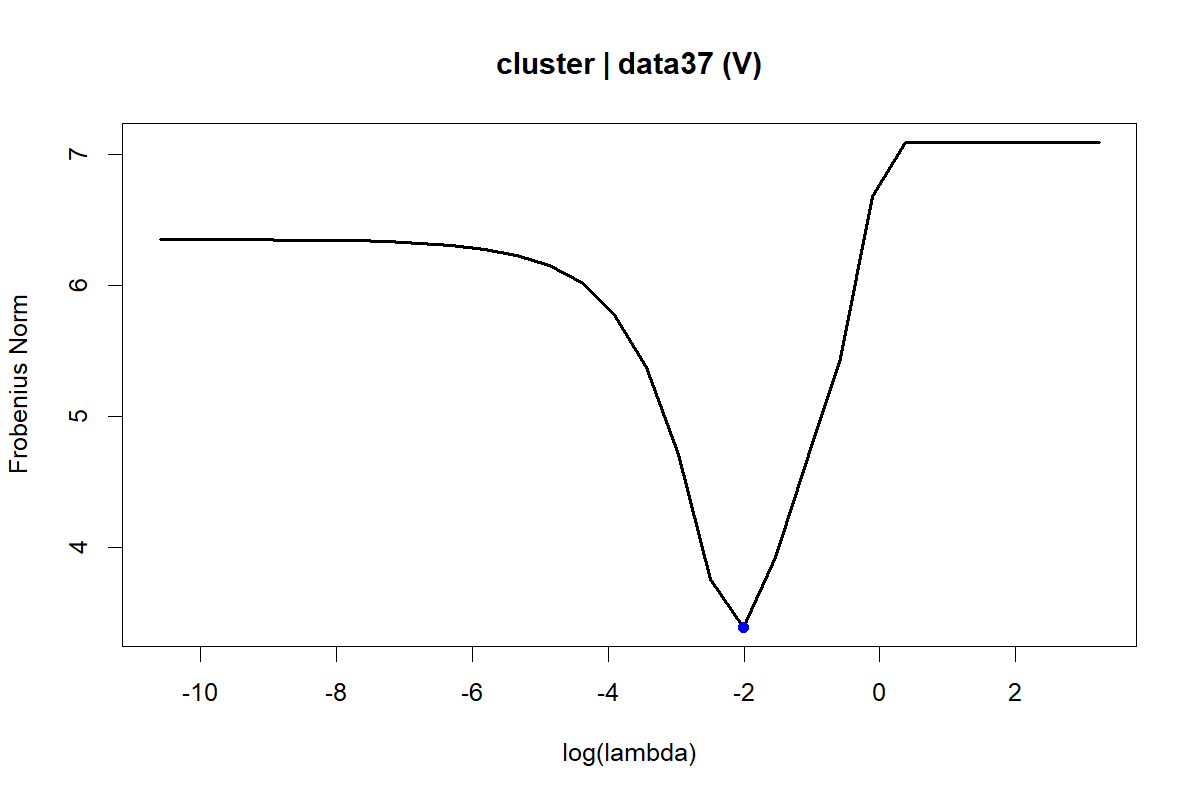 cluster | data37 (V)
Frobenius Norm
7
6
5
4
-10 -8 -6 -4 -2 0 2
log(lambda)